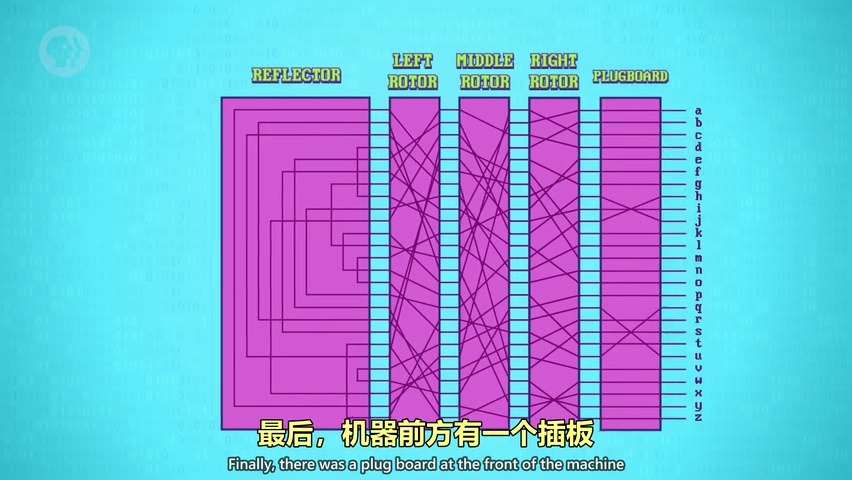 REFLECTOR
LEFT ROTOR
MIDDLE ROTOR
RIGHT ROTOR
PLUGBOARD
a
b
c
d
e
f
g
h
i
j
k
l
m
n
o
p
q
r
s
t
u
v
w
x
y
z
最后，机器前方有一个插板
Finally, there was a plug board at the front of the machine